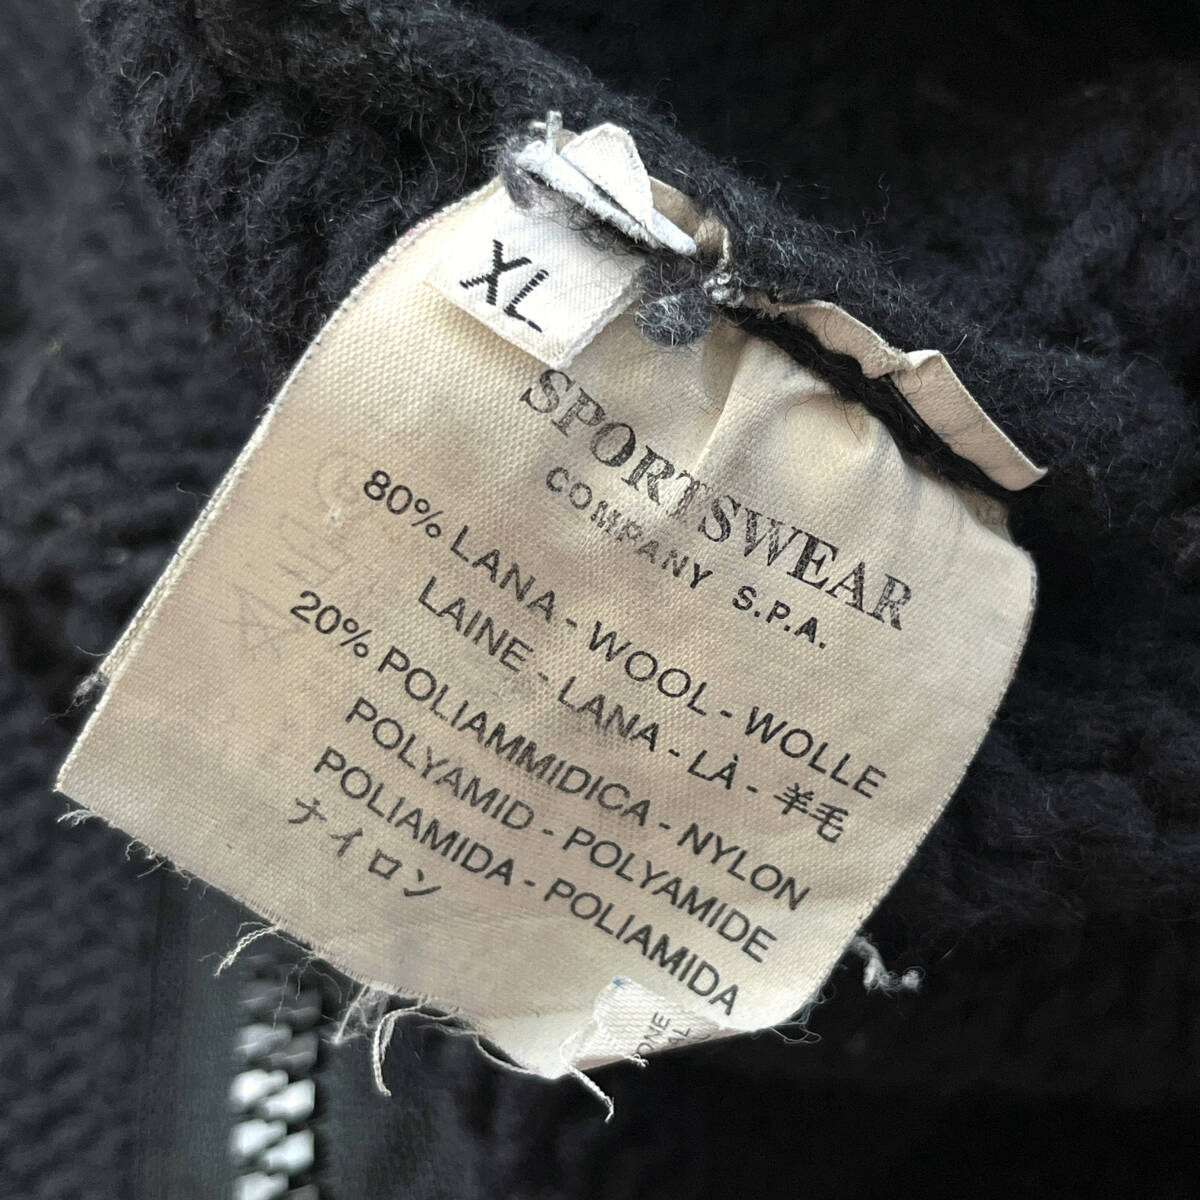 XL
SPORTSWEAR
COMPANY S.P.A.
80% LANA - WOOL - WOLLE
LAINE - LANA - LÀ - 羊毛
20% POLIAMMIDICA - NYLON
POLYAMID - POLYAMIDE
POLIAMIDA - POLIAMIDA
ナイロン